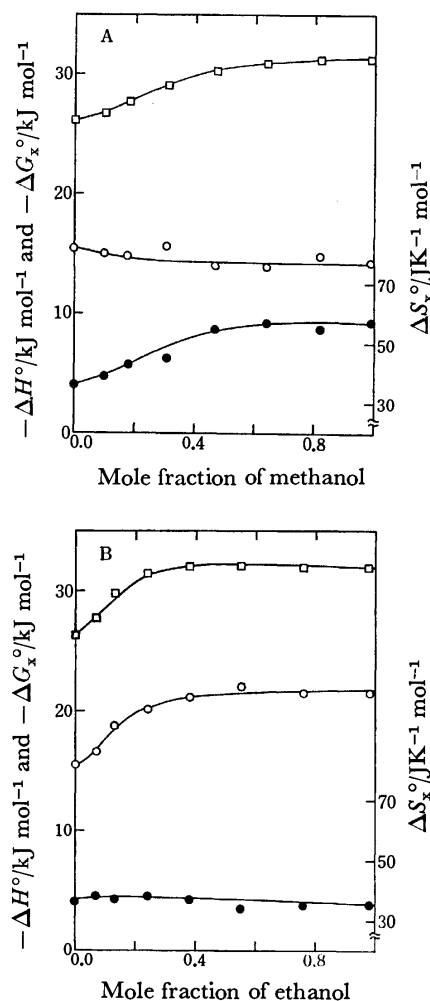 A
−ΔH°/kJ mol⁻¹ and −ΔGₓ°/kJ mol⁻¹
30
20
10
0
ΔSₓ°/JK⁻¹ mol⁻¹
70
50
30
0.0
0.4
0.8
Mole fraction of methanol
B
−ΔH°/kJ mol⁻¹ and −ΔGₓ°/kJ mol⁻¹
30
20
10
0
ΔSₓ°/JK⁻¹ mol⁻¹
70
50
30
0.0
0.4
0.8
Mole fraction of ethanol